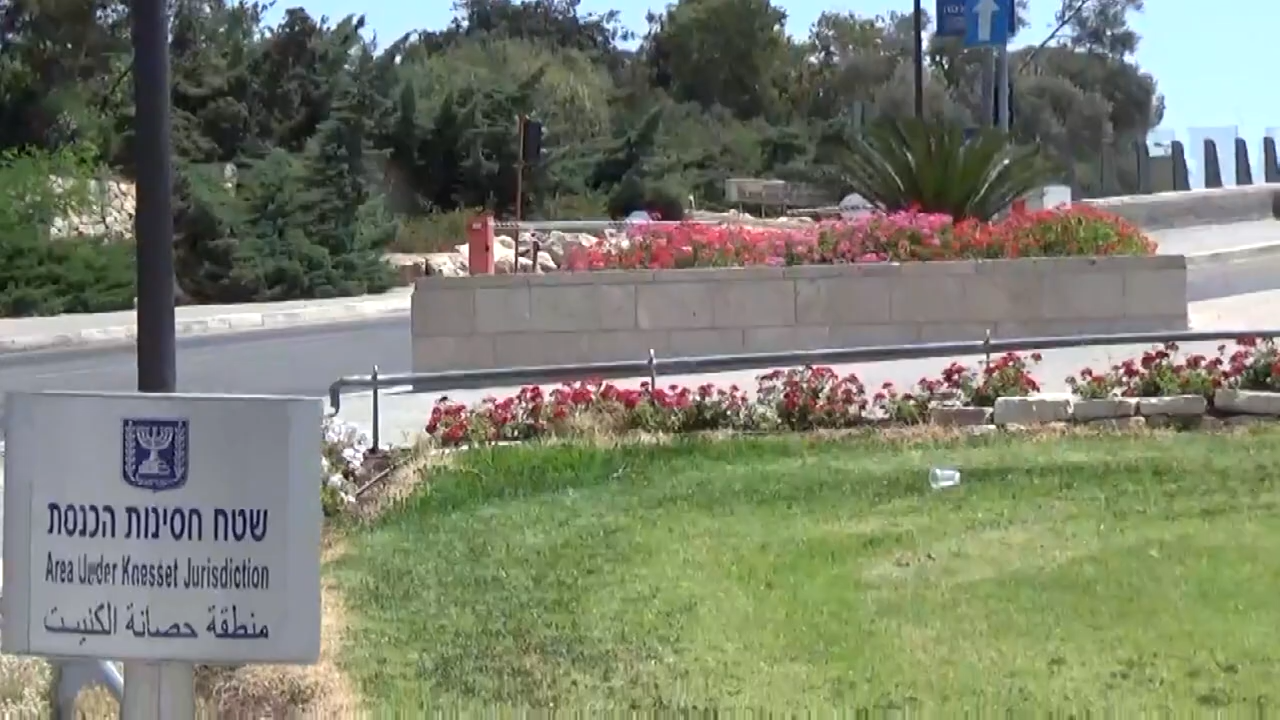 שטח חסינות הכנסת
Area Under Knesset Jurisdiction
منطقة حصانة الكنيست